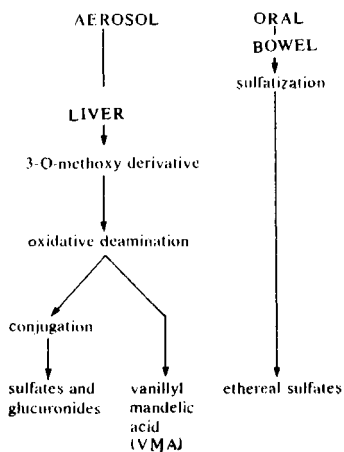 AEROSOL
ORAL
BOWEL
sulfatization
LIVER
3-O-methoxy derivative
oxidative deamination
conjugation
sulfates and
glucuronides
vanillyl
mandelic
acid
(VMA)
ethereal sulfates